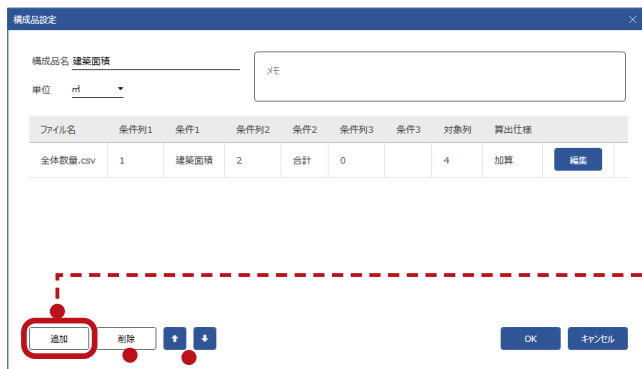 構成品設定
構成品名 建築面積
メモ
単位 ㎡
ファイル名 条件列1 条件1 条件列2 条件2 条件列3 条件3 対象列 算出仕様
全体数量.csv 1 建築面積 2 合計 0 4 加算 編集
追加 削除 OK キャンセル